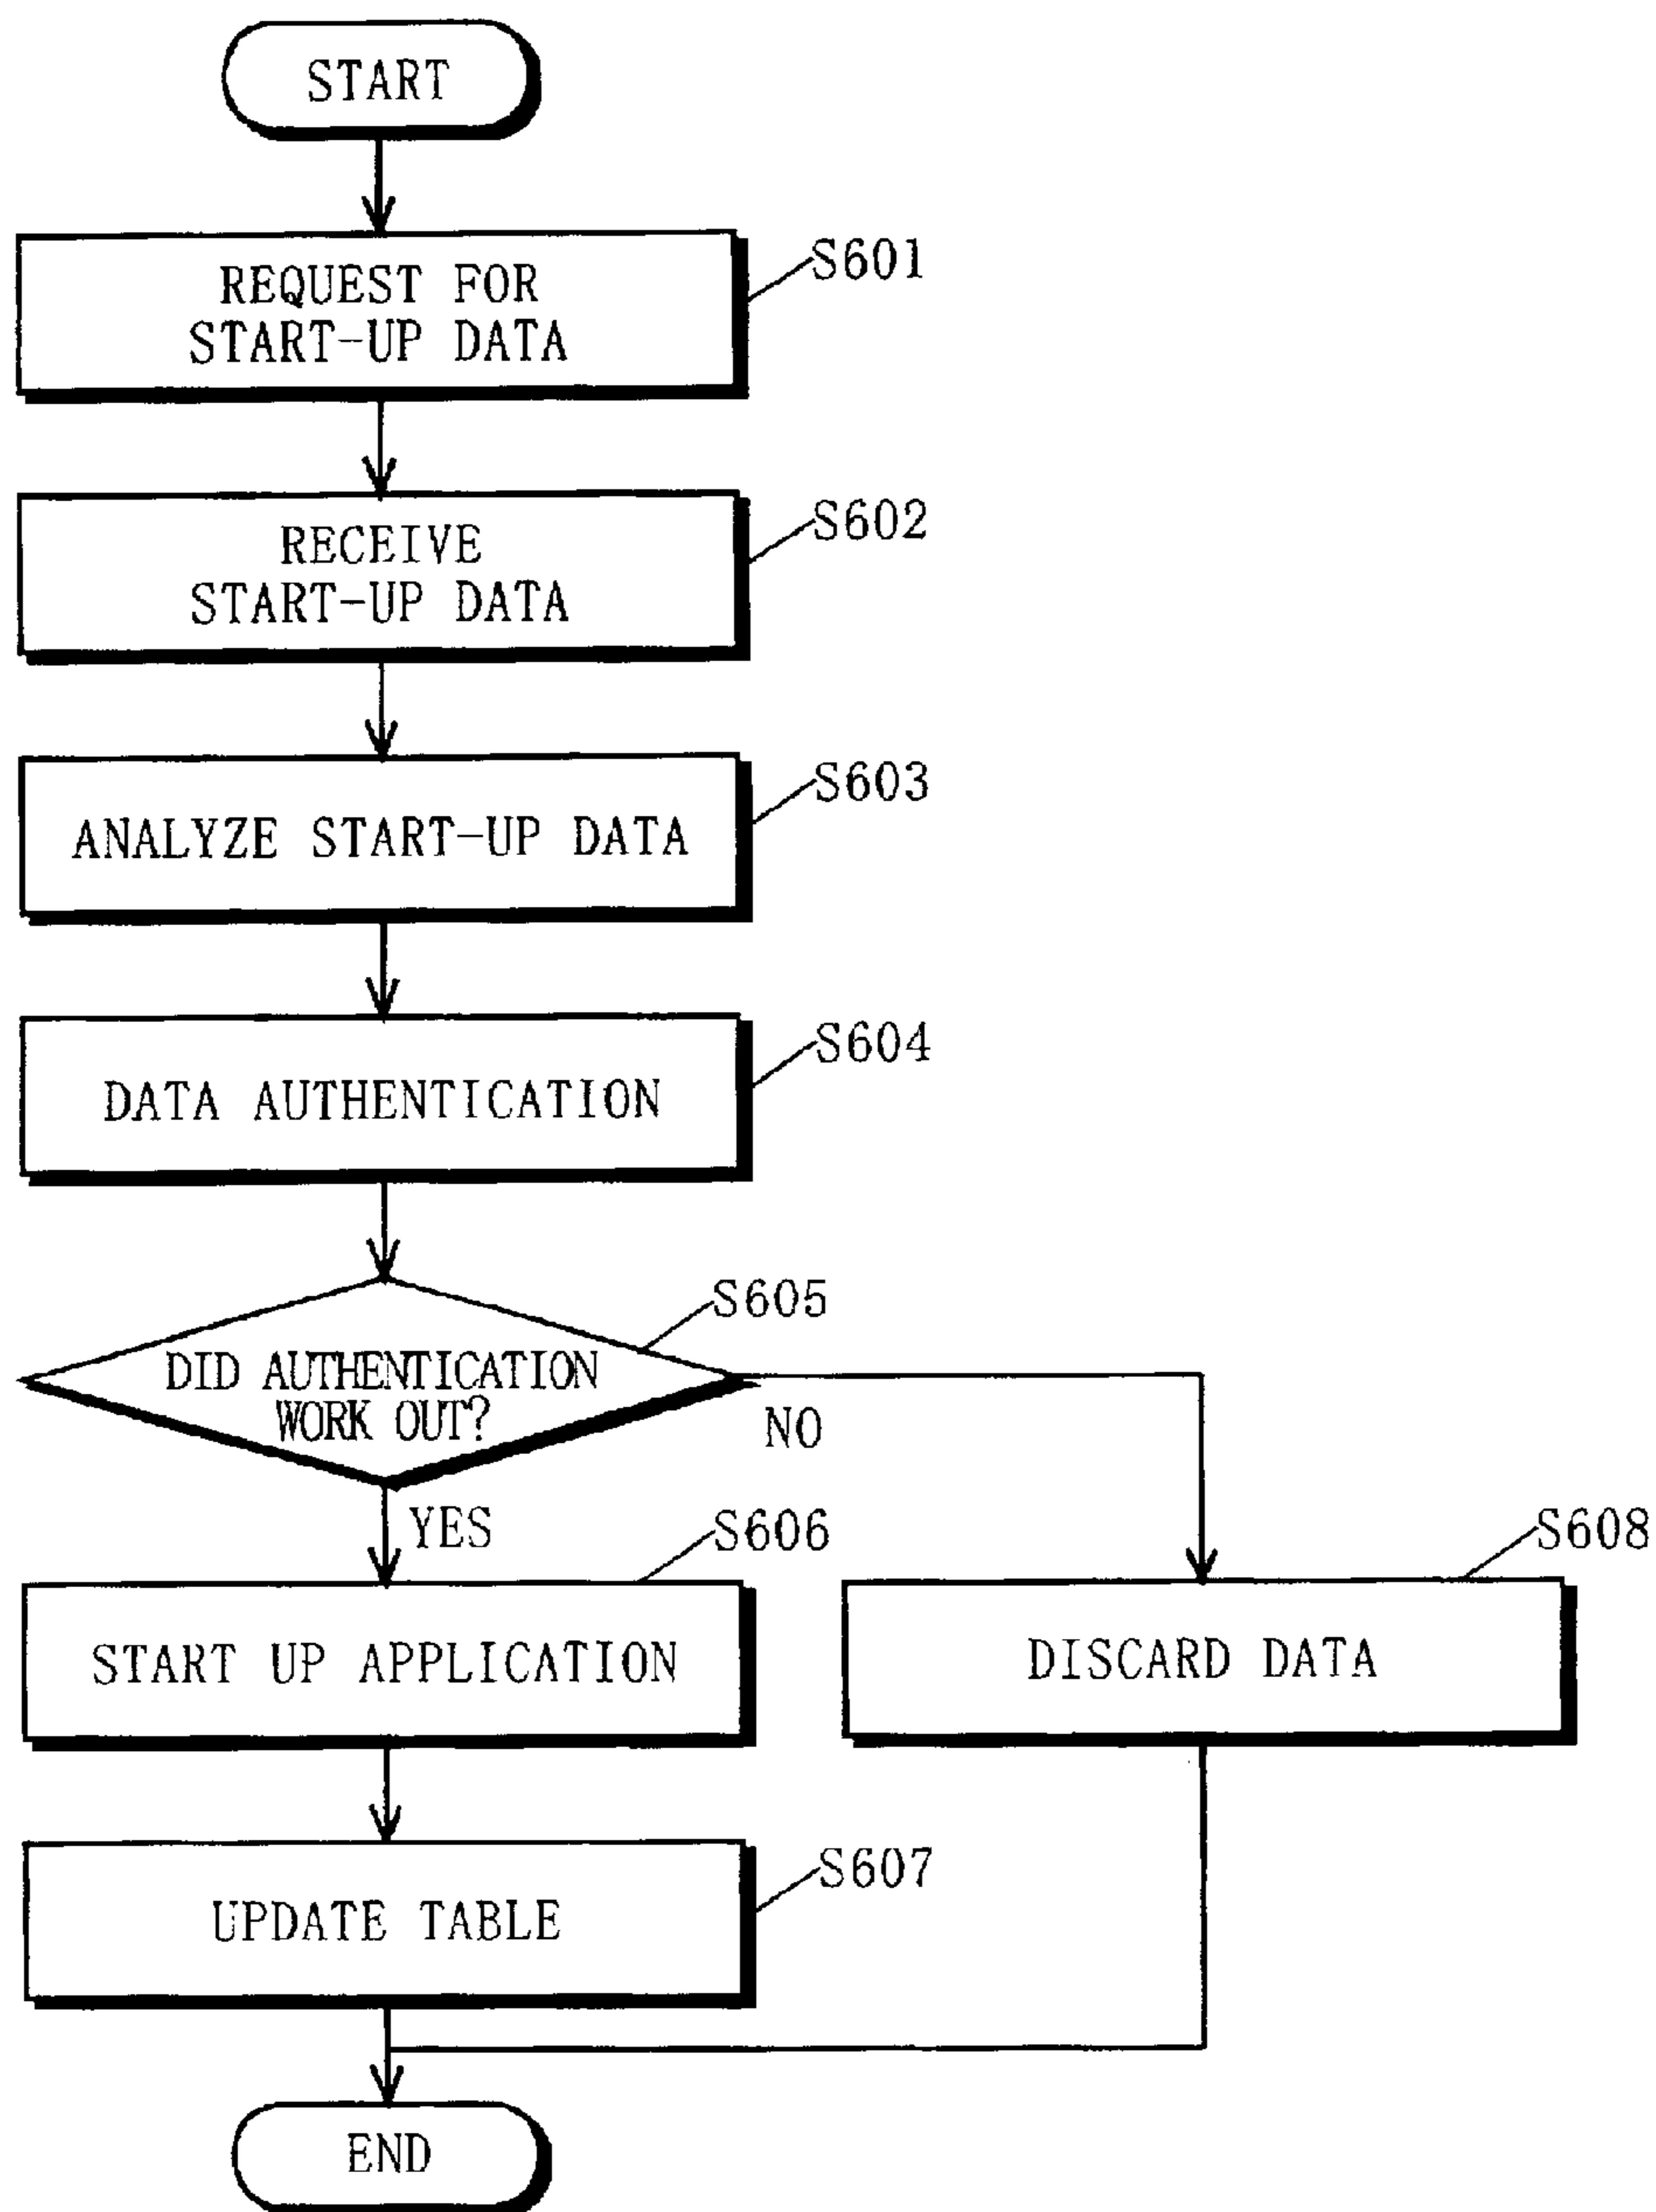 START
REQUEST FOR
START-UP DATA
S601
RECEIVE
START-UP DATA
S602
ANALYZE START-UP DATA
S603
DATA AUTHENTICATION
S604
DID AUTHENTICATION
WORK OUT?
S605
NO
YES
START UP APPLICATION
S606
DISCARD DATA
S608
UPDATE TABLE
S607
END